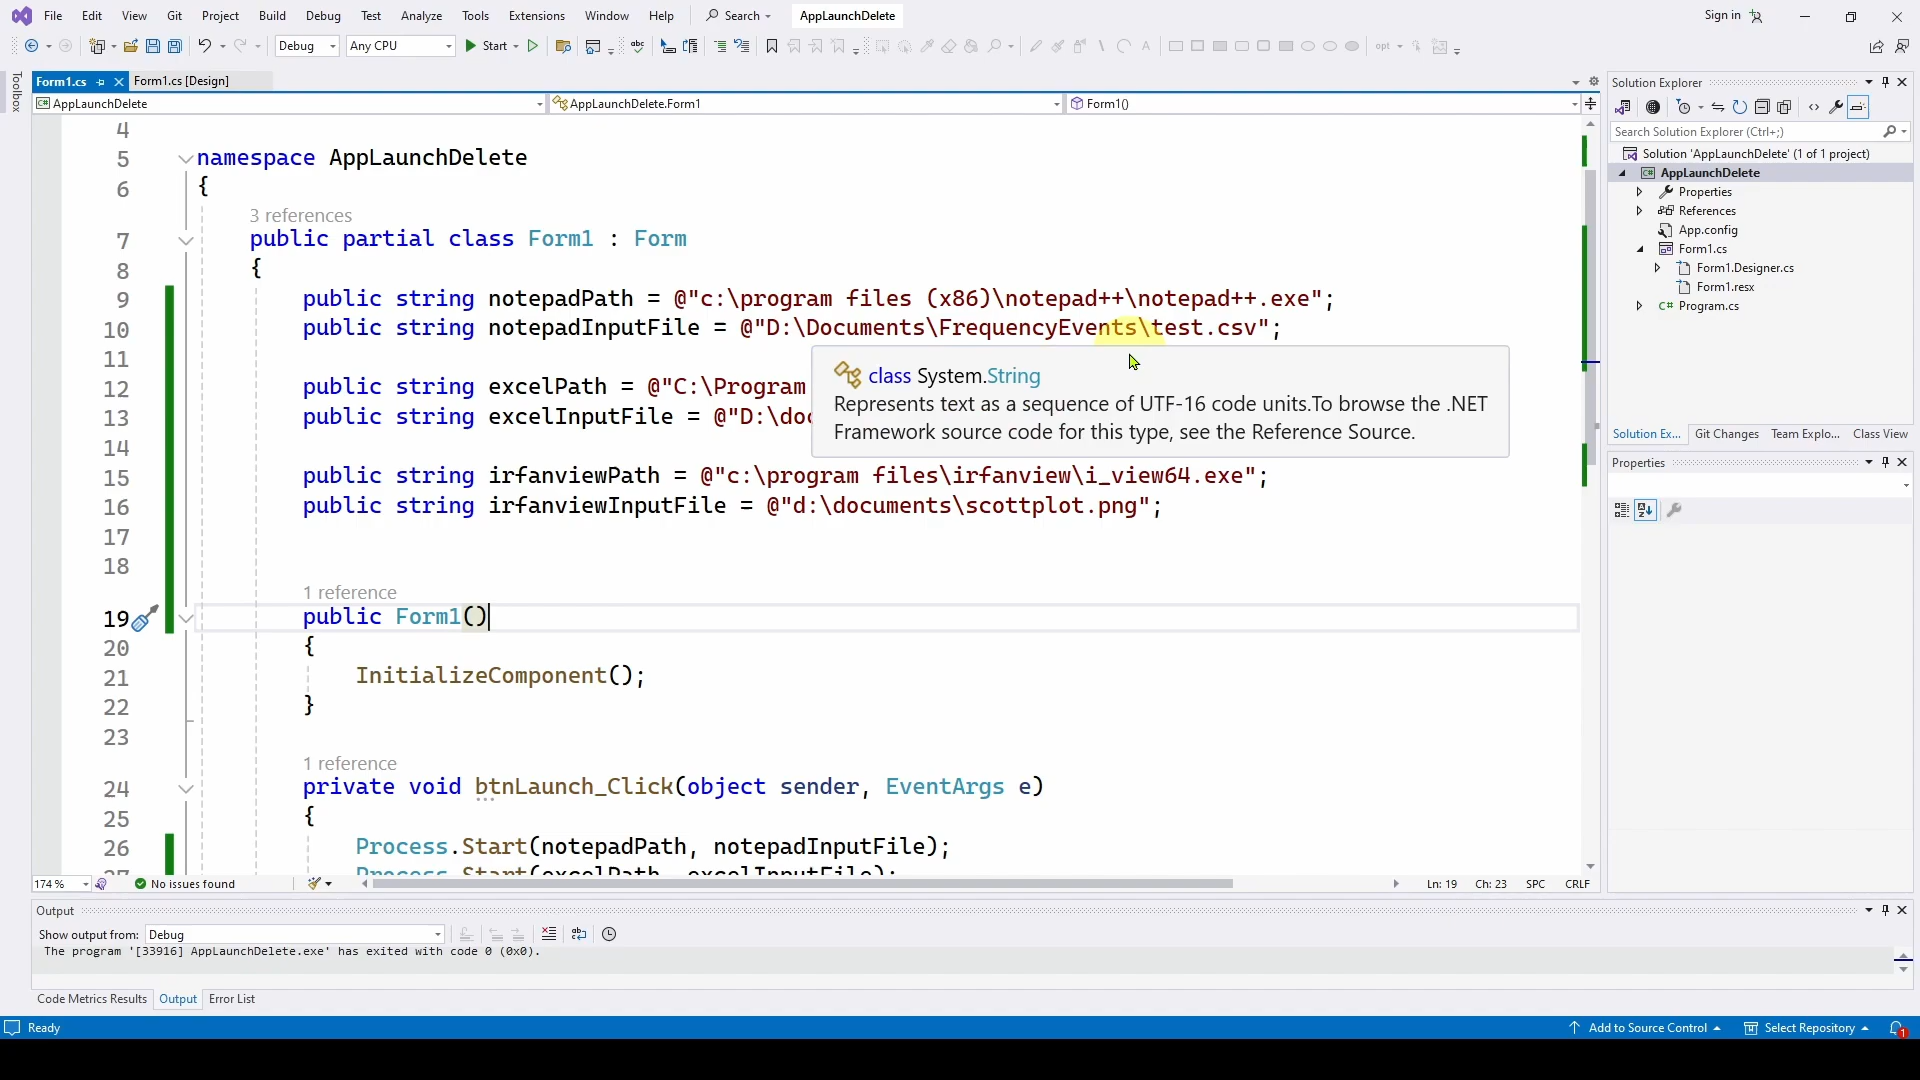 File Edit View Git Project Build Debug Test Analyze Tools Extensions Window Help Search AppLaunchDelete Sign in
Debug Any CPU Start
Toolbox
Form1.cs Form1.cs [Design]
AppLaunchDelete AppLaunchDelete.Form1 Form1()
4
5 namespace AppLaunchDelete
6 {
3 references
7 public partial class Form1 : Form
8 {
9 public string notepadPath = @"c:\program files (x86)\notepad++\notepad++.exe";
10 public string notepadInputFile = @"D:\Documents\FrequencyEvents\test.csv";
11
12 public string excelPath = @"C:\Program
13 public string excelInputFile = @"D:\doc
class System.String
Represents text as a sequence of UTF-16 code units.To browse the .NET
Framework source code for this type, see the Reference Source.
14
15 public string irfanviewPath = @"c:\program files\irfanview\i_view64.exe";
16 public string irfanviewInputFile = @"d:\documents\scottplot.png";
17
18
1 reference
19 public Form1()
20 {
21 InitializeComponent();
22 }
23
1 reference
24 private void btnLaunch_Click(object sender, EventArgs e)
25 {
26 Process.Start(notepadPath, notepadInputFile);
27 Process.Start(excelPath, excelInputFile);
174 % No issues found Ln: 19 Ch: 23 SPC CRLF
Output
Show output from: Debug
The program '[33916] AppLaunchDelete.exe' has exited with code 0 (0x0).
Code Metrics Results Output Error List
Ready Add to Source Control Select Repository 1
Solution Explorer
Search Solution Explorer (Ctrl+;)
Solution 'AppLaunchDelete' (1 of 1 project)
AppLaunchDelete
Properties
References
App.config
Form1.cs
Form1.Designer.cs
Form1.resx
Program.cs
Solution Ex... Git Changes Team Explo... Class View
Properties